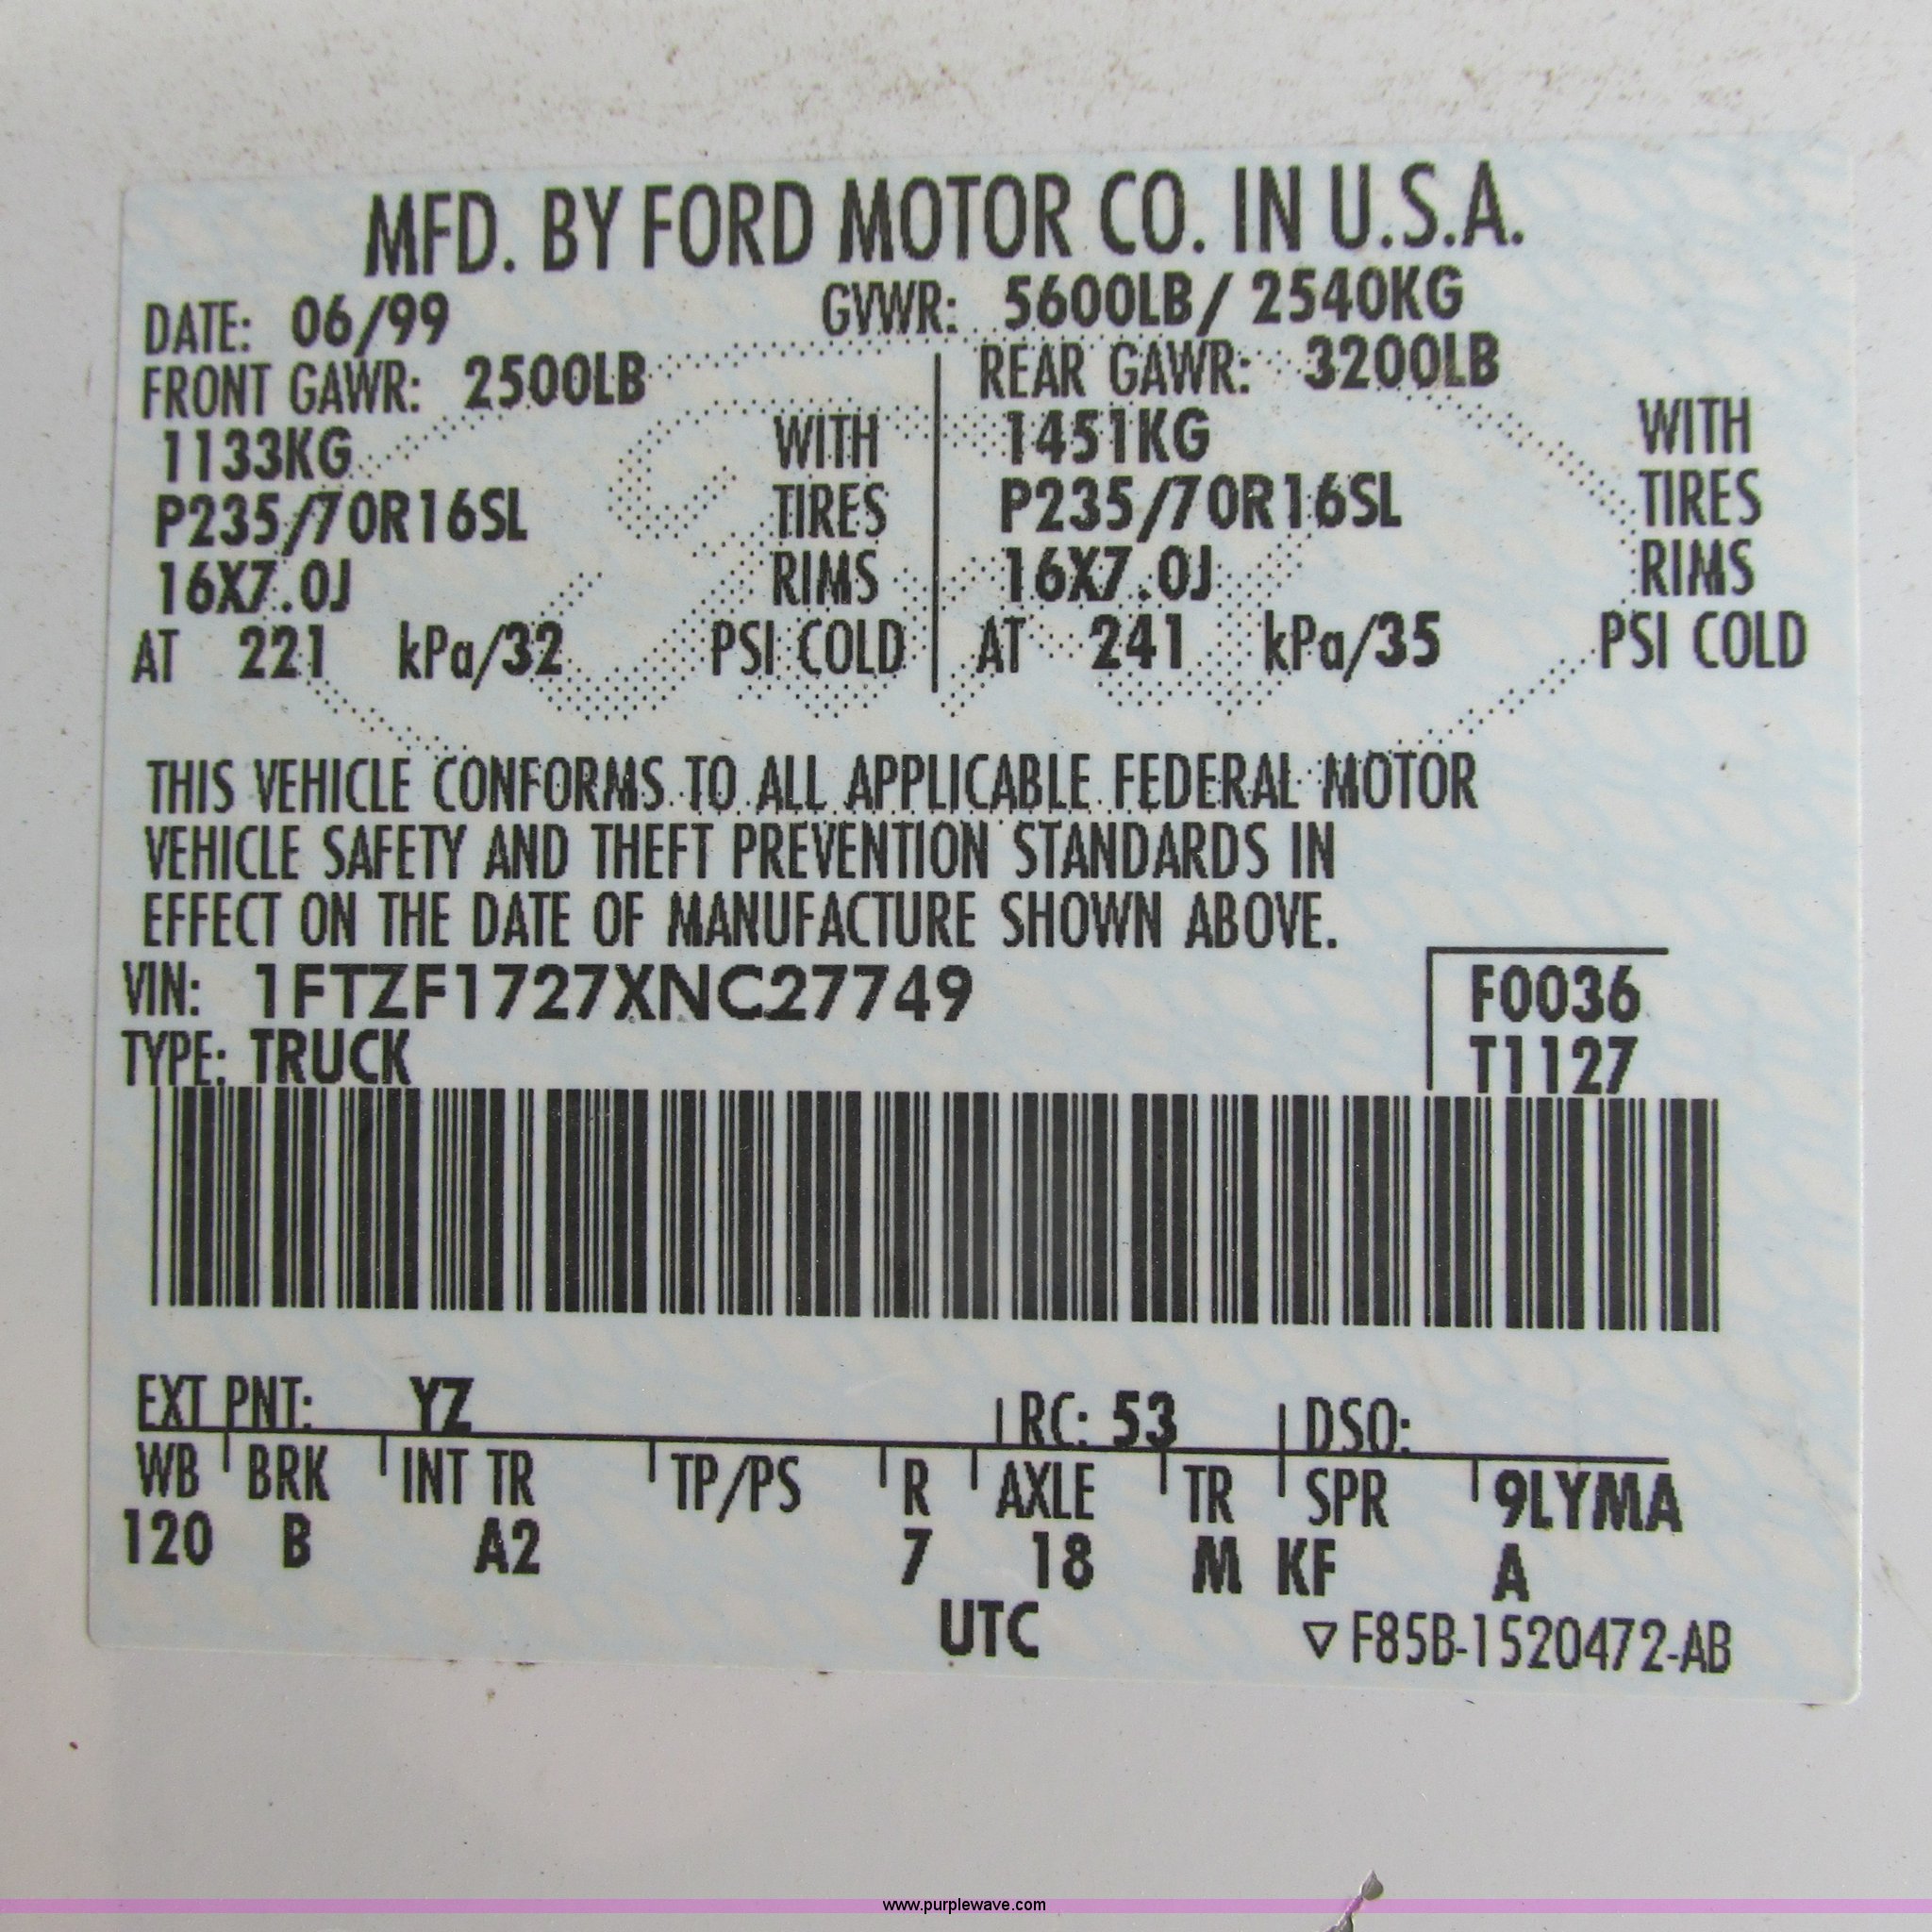 MFD. BY FORD MOTOR CO. IN U.S.A.
DATE: 06/99 GVWR: 5600LB/ 2540KG
FRONT GAWR: 2500LB REAR GAWR: 3200LB
1133KG WITH 1451KG WITH
P235/70R16SL TIRES P235/70R16SL TIRES
16X7.0J RIMS 16X7.0J RIMS
AT 221 kPa/32 PSI COLD AT 241 kPa/35 PSI COLD
THIS VEHICLE CONFORMS TO ALL APPLICABLE FEDERAL MOTOR
VEHICLE SAFETY AND THEFT PREVENTION STANDARDS IN
EFFECT ON THE DATE OF MANUFACTURE SHOWN ABOVE.
VIN: 1FTZF1727XNC27749 F0036
TYPE: TRUCK T1127
EXT PNT: YZ RC: 53 DSO:
WB BRK INT TR TP/PS R AXLE TR SPR 9LYMA
120 B A2 7 18 M KF A
UTC ▽ F85B-1520472-AB
www.purplewave.com